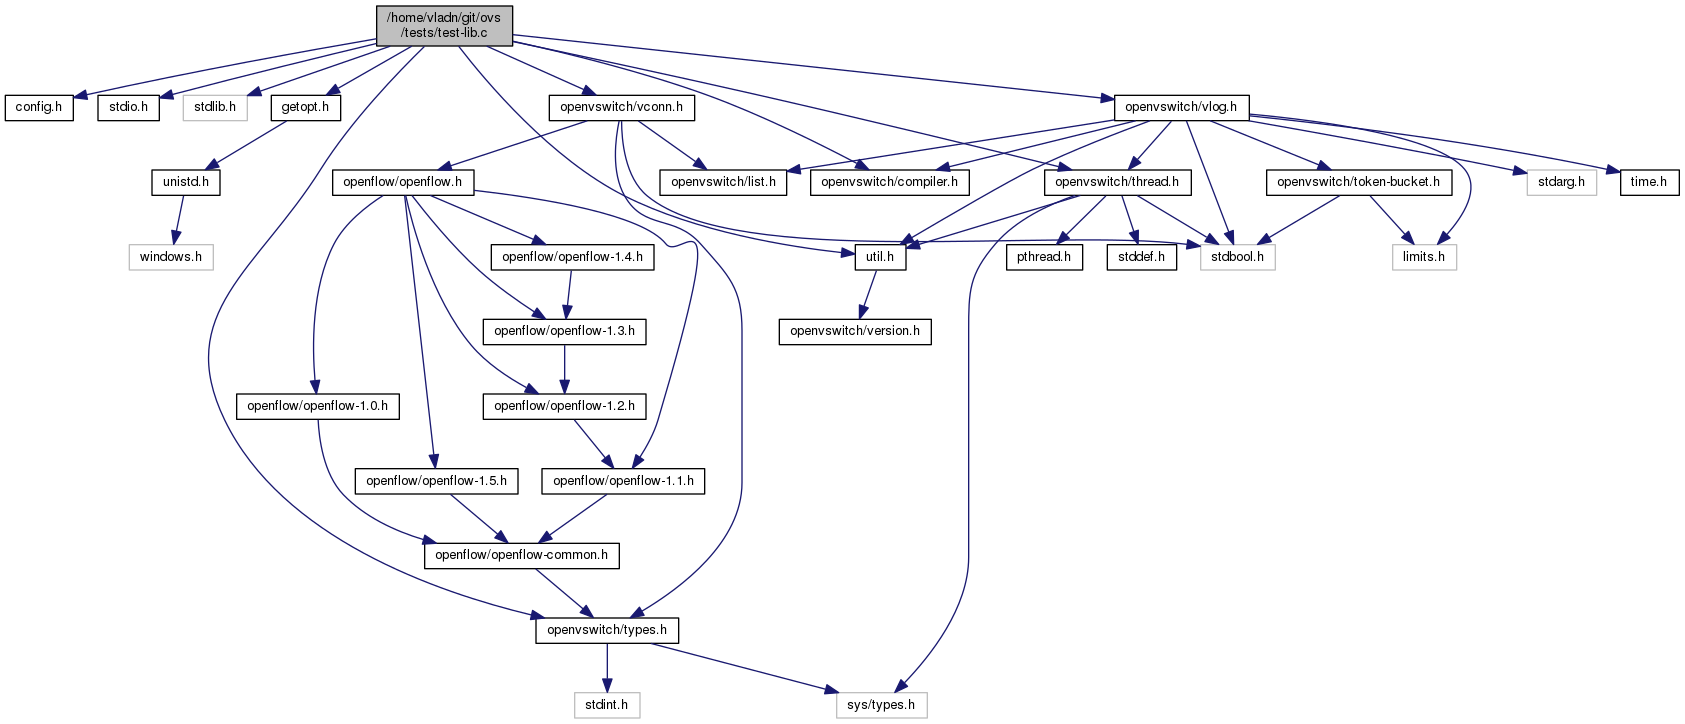 /home/vladn/git/ovs
/tests/test-lib.c
config.h
stdio.h
stdlib.h
getopt.h
openvswitch/vconn.h
openvswitch/vlog.h
unistd.h
openflow/openflow.h
openvswitch/list.h
openvswitch/compiler.h
openvswitch/thread.h
openvswitch/token-bucket.h
stdarg.h
time.h
windows.h
openflow/openflow-1.4.h
util.h
pthread.h
stddef.h
stdbool.h
limits.h
openflow/openflow-1.3.h
openvswitch/version.h
openflow/openflow-1.0.h
openflow/openflow-1.2.h
openflow/openflow-1.5.h
openflow/openflow-1.1.h
openflow/openflow-common.h
openvswitch/types.h
stdint.h
sys/types.h